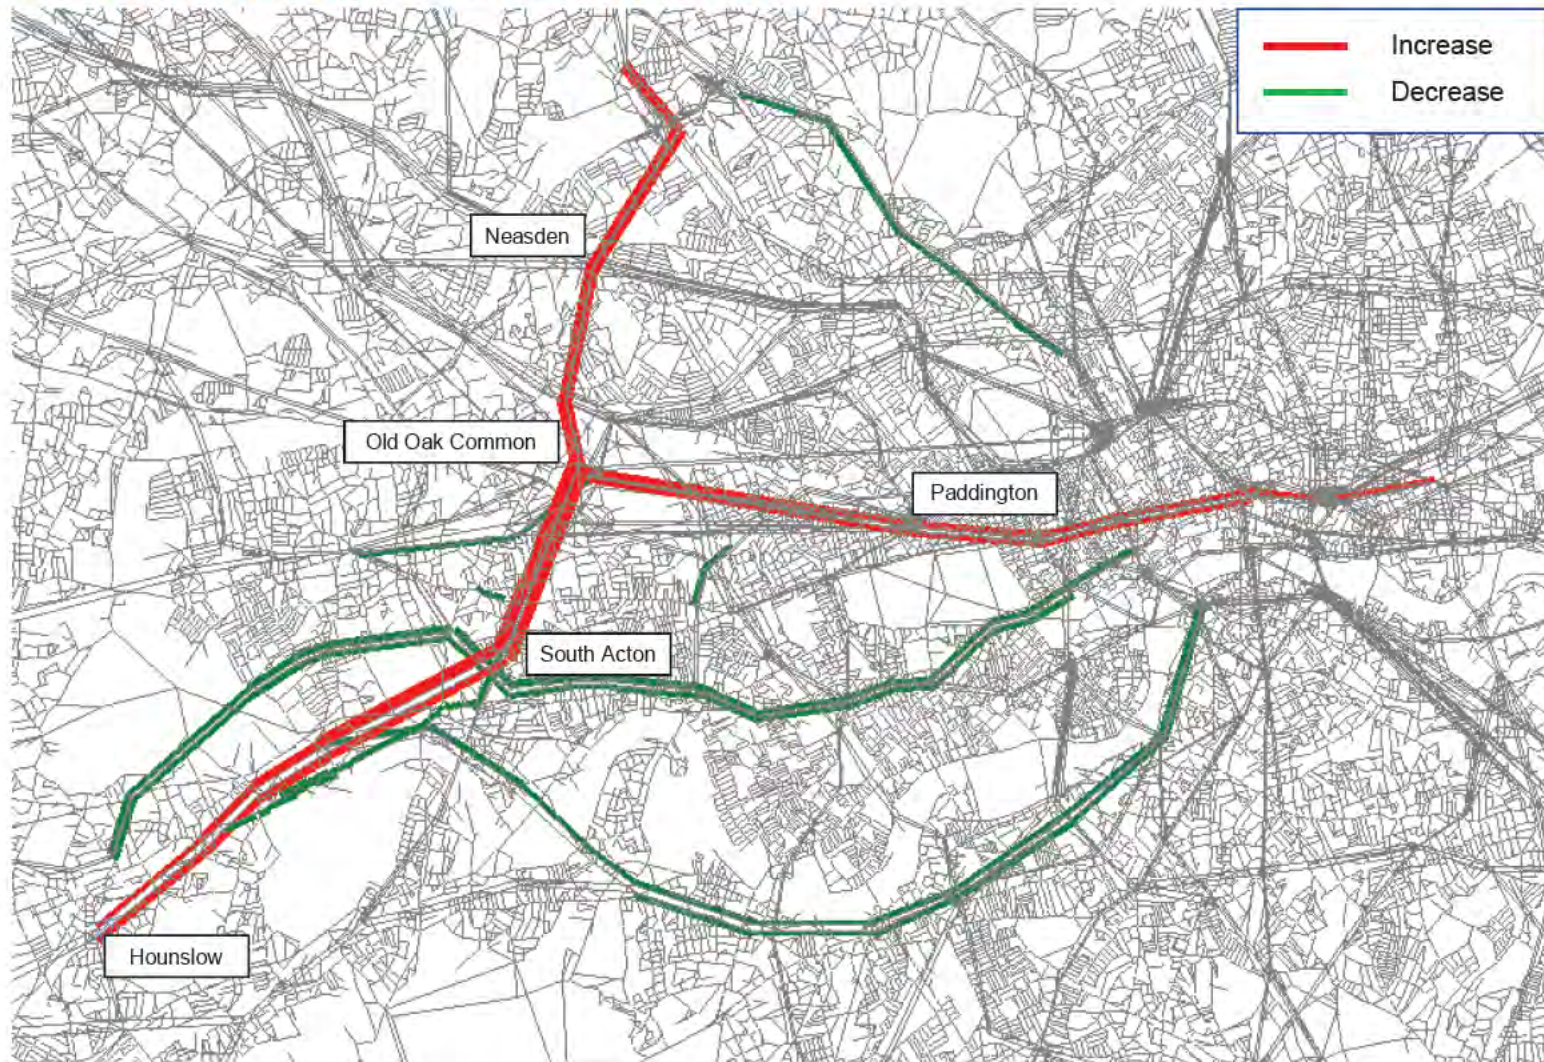 Increase
Decrease
Neasden
Old Oak Common
Paddington
South Acton
Hounslow